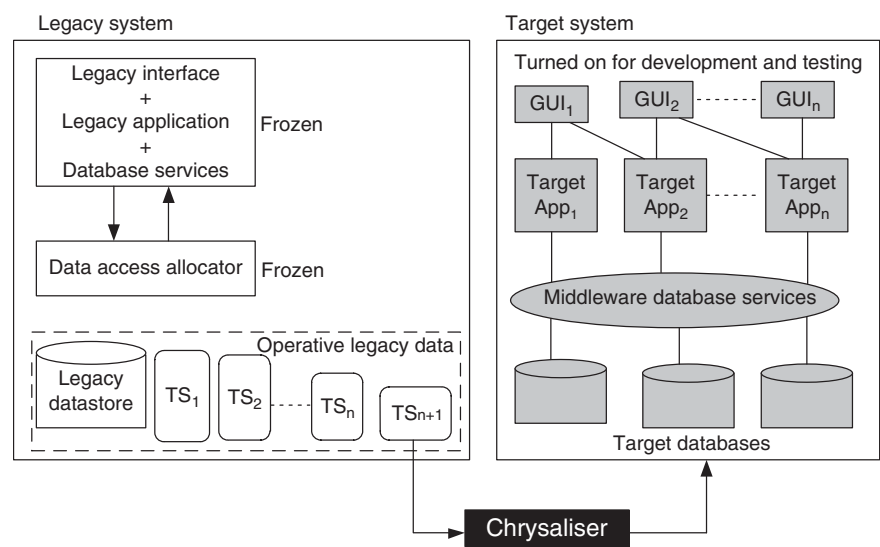 Legacy system
Legacy interface
+
Legacy application
+
Database services
Frozen
Data access allocator
Frozen
Operative legacy data
Legacy
datastore
TS1
TS2
TSn
TSn+1
Target system
Turned on for development and testing
GUI1
GUI2
GUIn
Target
App1
Target
App2
Target
Appn
Middleware database services
Target databases
Chrysaliser